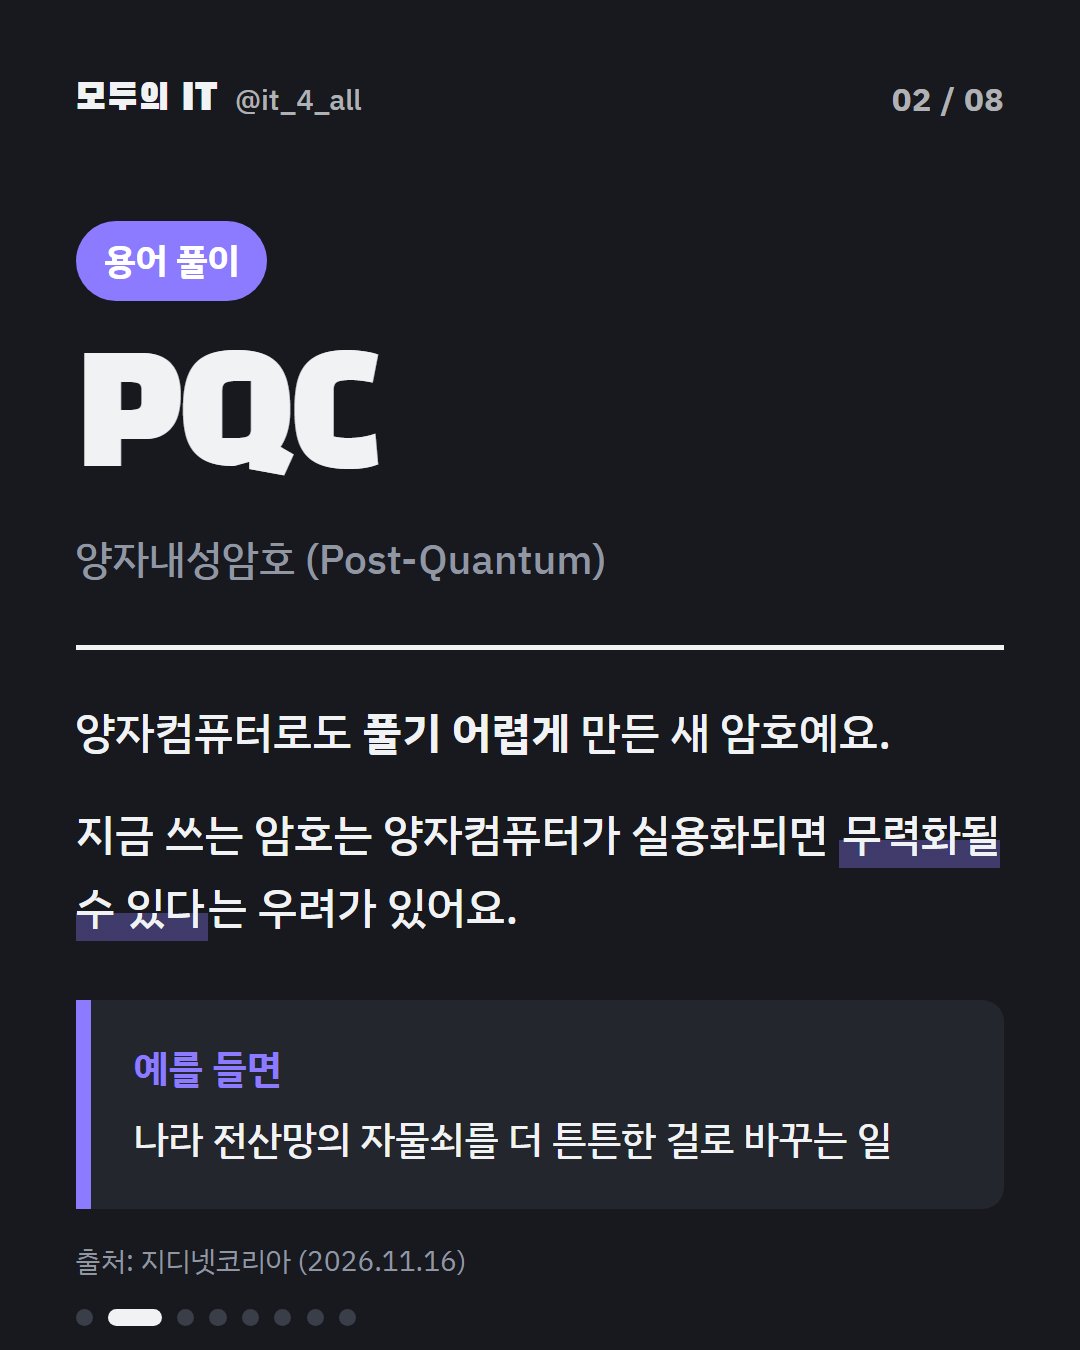 모두의 IT @it_4_all
02 / 08
용어 풀이
PQC
양자내성암호 (Post-Quantum)
양자컴퓨터로도 풀기 어렵게 만든 새 암호예요.
지금 쓰는 암호는 양자컴퓨터가 실용화되면 무력화될
수 있다는 우려가 있어요.
예를 들면
나라 전산망의 자물쇠를 더 튼튼한 걸로 바꾸는 일
출처: 지디넷코리아 (2026.11.16)